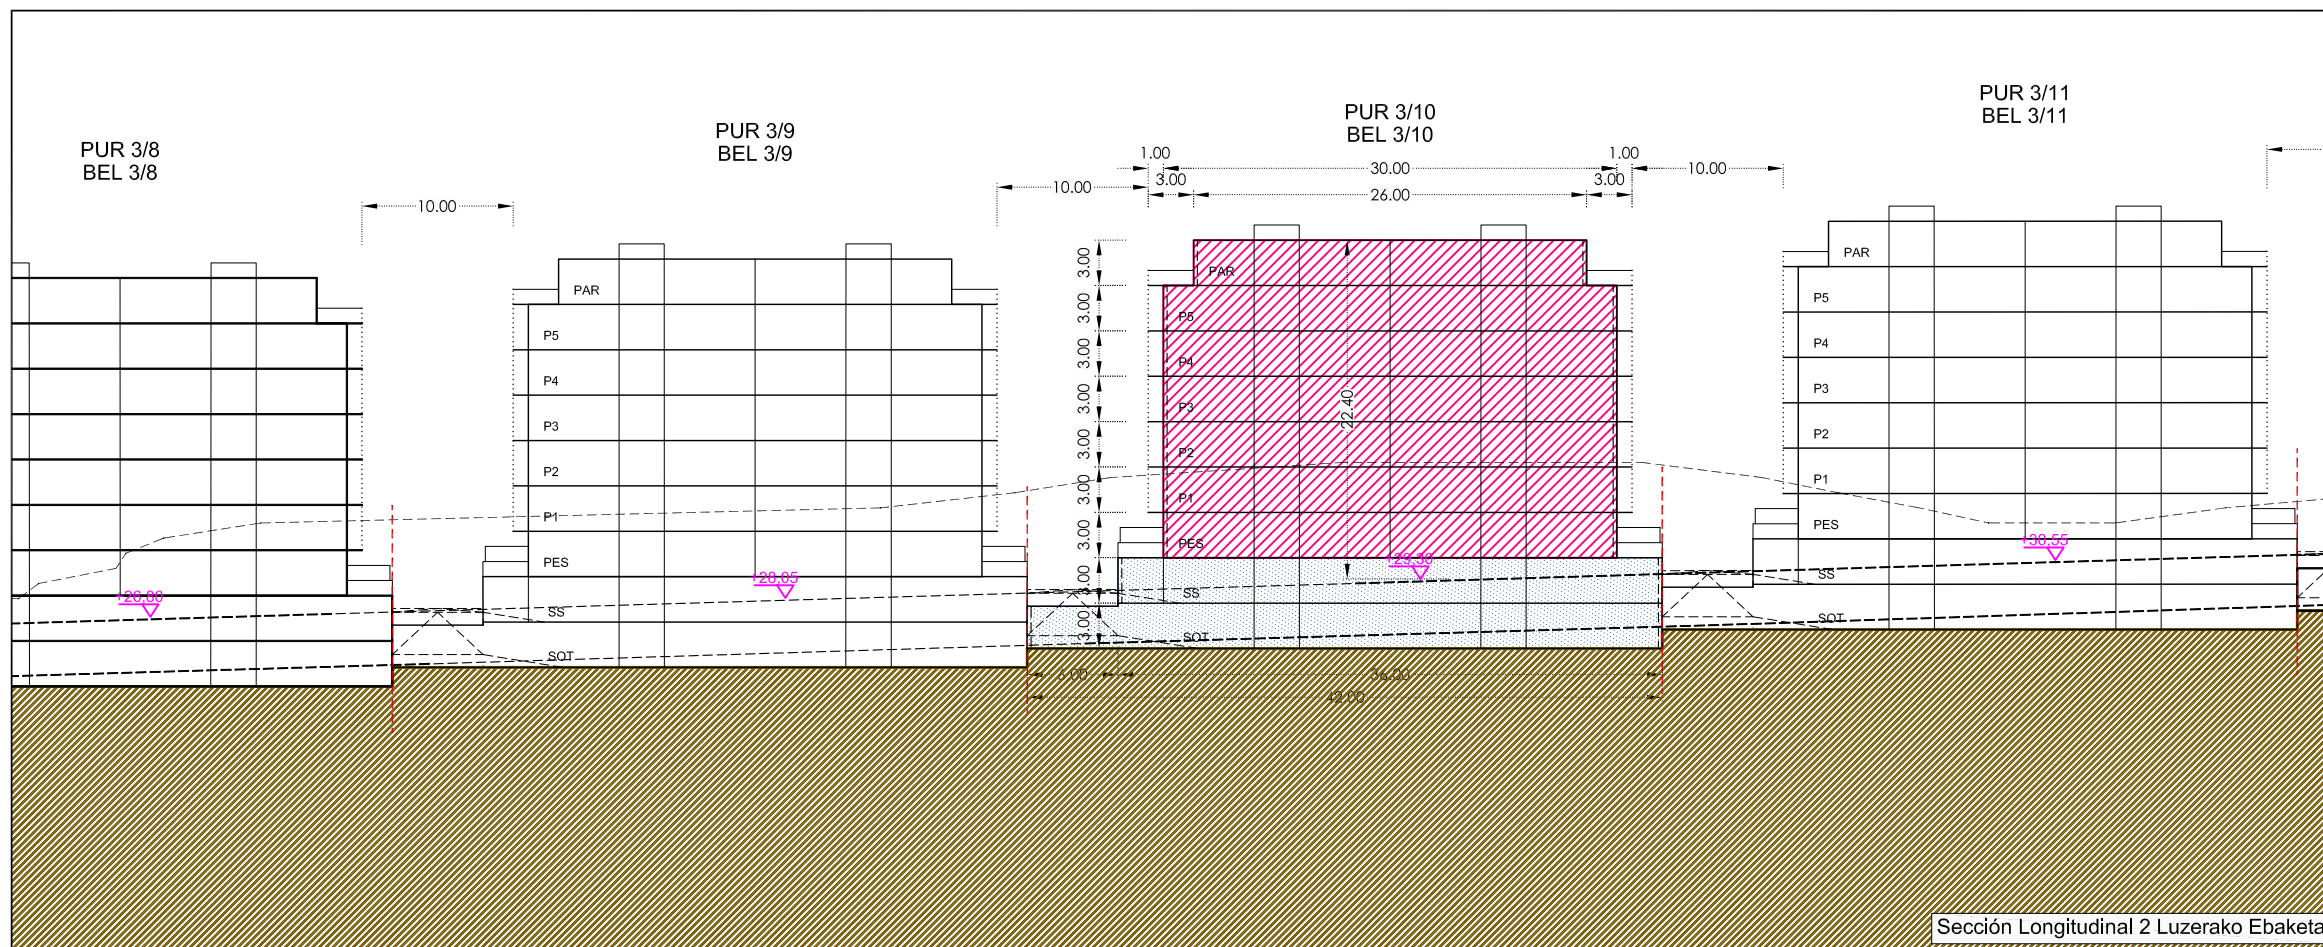 PUR 3/8
BEL 3/8
PUR 3/9
BEL 3/9
PUR 3/10
BEL 3/10
PUR 3/11
BEL 3/11
10.00
10.00
1.00
30.00
1.00
10.00
3.00
26.00
3.00
PAR
P5
P4
P3
P2
P1
PES
SS
SOT
3.00
3.00
3.00
3.00
3.00
3.00
3.00
3.00
3.00
22.40
PAR
P5
P4
P3
P2
P1
PES
SS
SOT
PAR
P5
P4
P3
P2
P1
PES
SS
SOT
+26,80
+28,05
+29,30
+30,55
6.00
36.00
42.00
Sección Longitudinal 2 Luzerako Ebaketa